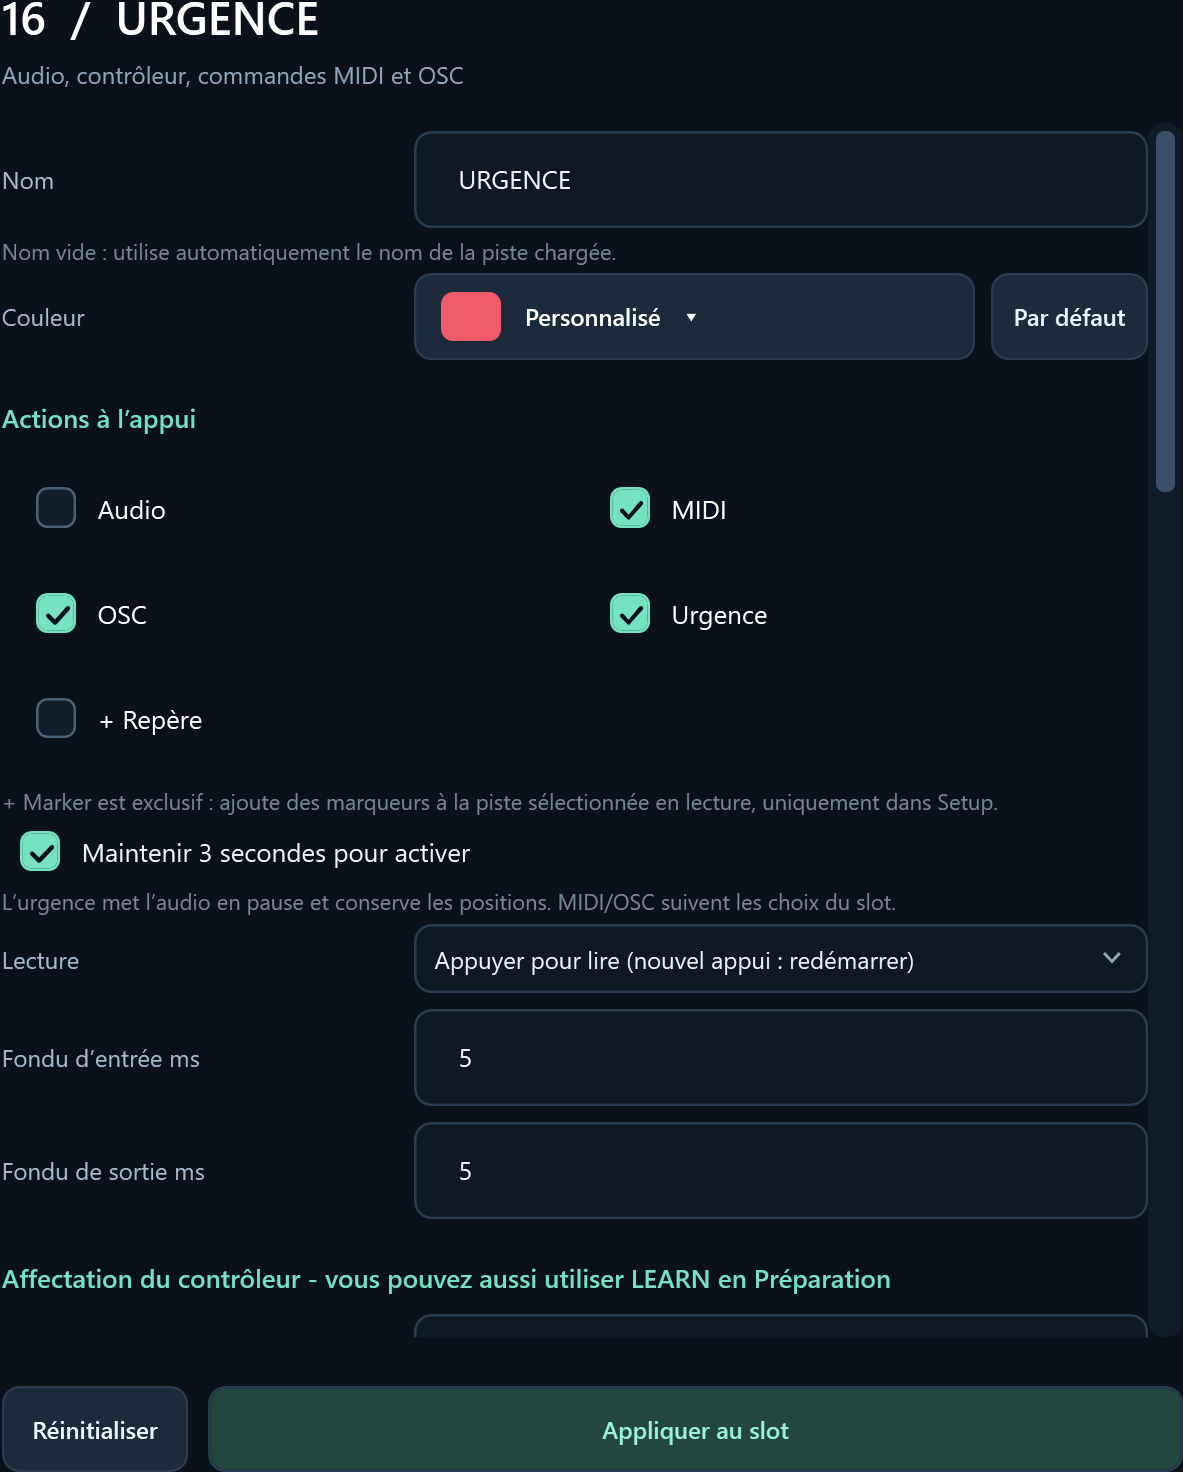 16 / URGENCE
Audio, contrôleur, commandes MIDI et OSC
Nom
URGENCE
Nom vide : utilise automatiquement le nom de la piste chargée.
Couleur
Personnalisé
Par défaut
Actions à l’appui
Audio
MIDI
OSC
Urgence
+ Repère
+ Marker est exclusif : ajoute des marqueurs à la piste sélectionnée en lecture, uniquement dans Setup.
Maintenir 3 secondes pour activer
L’urgence met l’audio en pause et conserve les positions. MIDI/OSC suivent les choix du slot.
Lecture
Appuyer pour lire (nouvel appui : redémarrer)
Fondu d’entrée ms
5
Fondu de sortie ms
5
Affectation du contrôleur - vous pouvez aussi utiliser LEARN en Préparation
Réinitialiser
Appliquer au slot